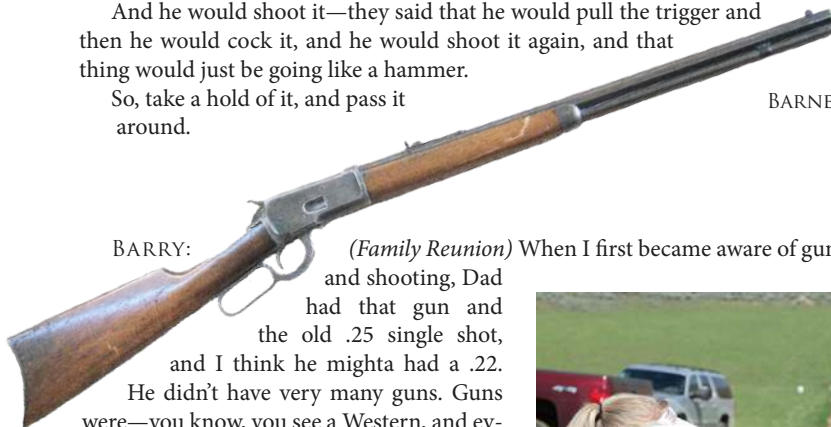 And he would shoot it—they said that he would pull the trigger and
then he would cock it, and he would shoot it again, and that
thing would just be going like a hammer.
So, take a hold of it, and pass it
around.
BARRY: (Family Reunion) When I first became aware of
and shooting, Dad
had that gun and
the old .25 single shot,
and I think he mighta had a .22.
He didn’t have very many guns. Guns
were—you know, you see a Western, and ev-